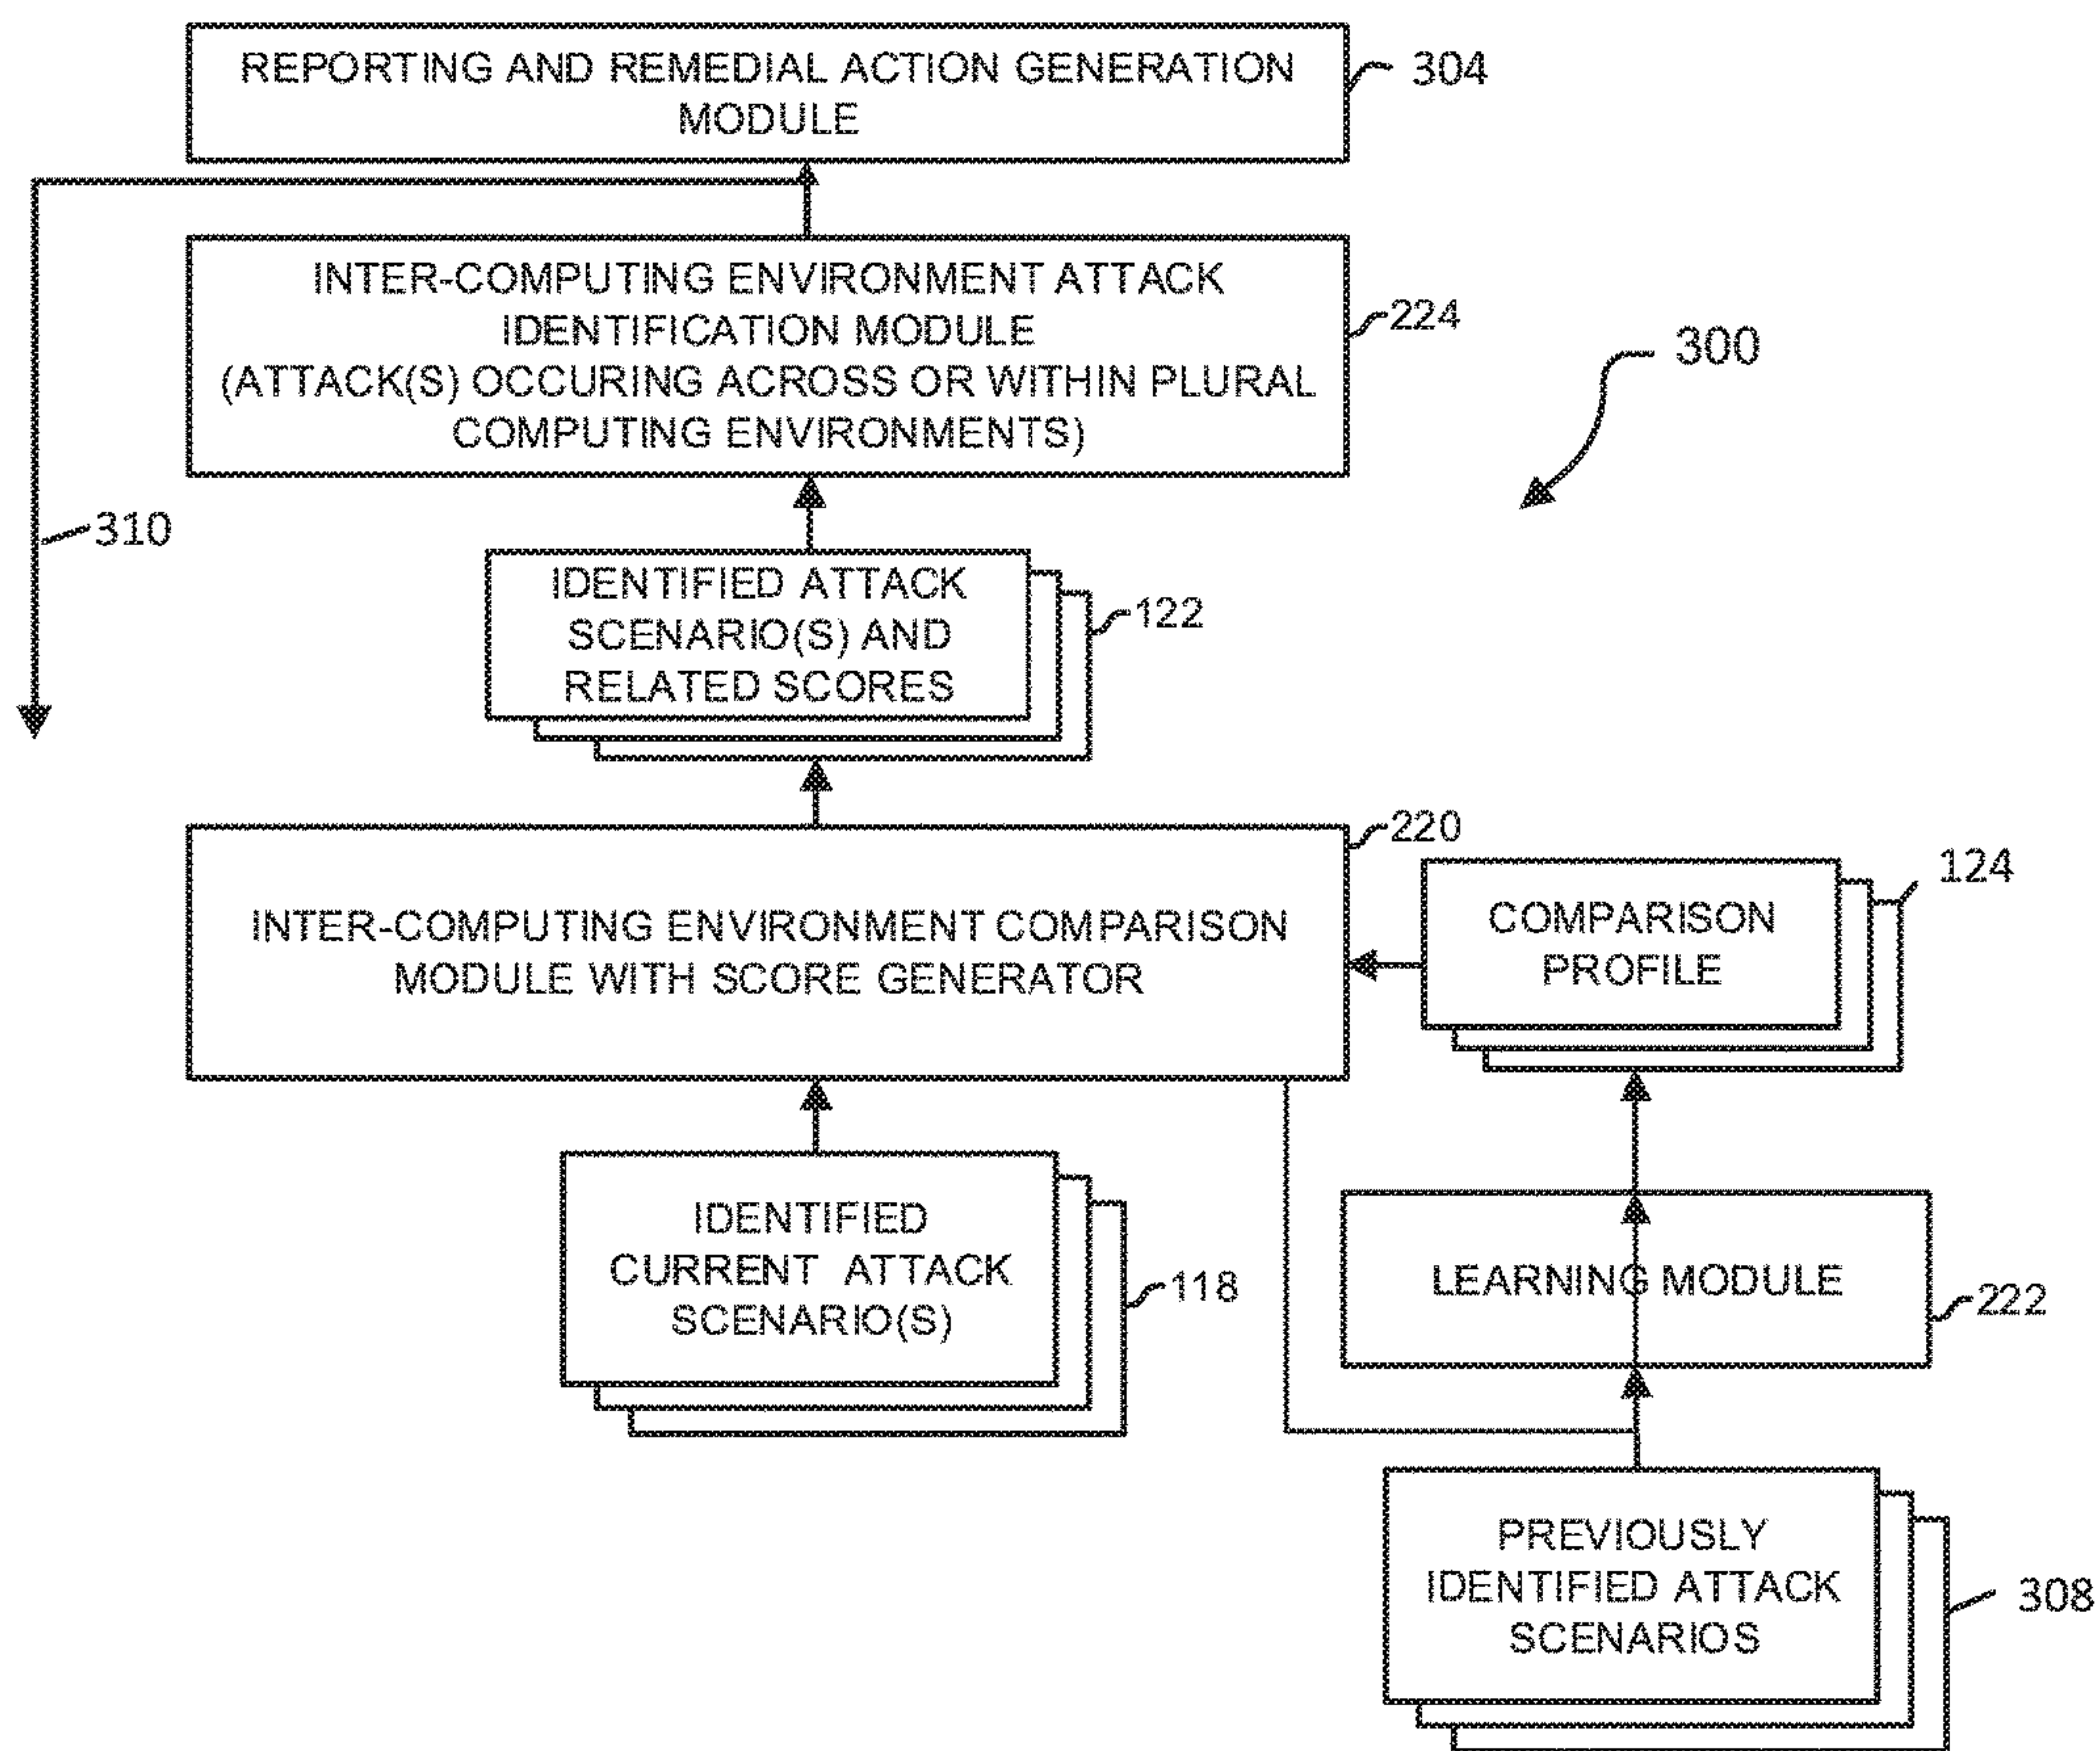 REPORTING AND REMEDIAL ACTION GENERATION
MODULE
304
INTER-COMPUTING ENVIRONMENT ATTACK
IDENTIFICATION MODULE
(ATTACK(S) OCCURING ACROSS OR WITHIN PLURAL
COMPUTING ENVIRONMENTS)
224
300
310
IDENTIFIED ATTACK
SCENARIO(S) AND
RELATED SCORES
122
220
INTER-COMPUTING ENVIRONMENT COMPARISON
MODULE WITH SCORE GENERATOR
124
COMPARISON
PROFILE
IDENTIFIED
CURRENT ATTACK
SCENARIO(S)
118
LEARNING MODULE
222
PREVIOUSLY
IDENTIFIED ATTACK
SCENARIOS
308